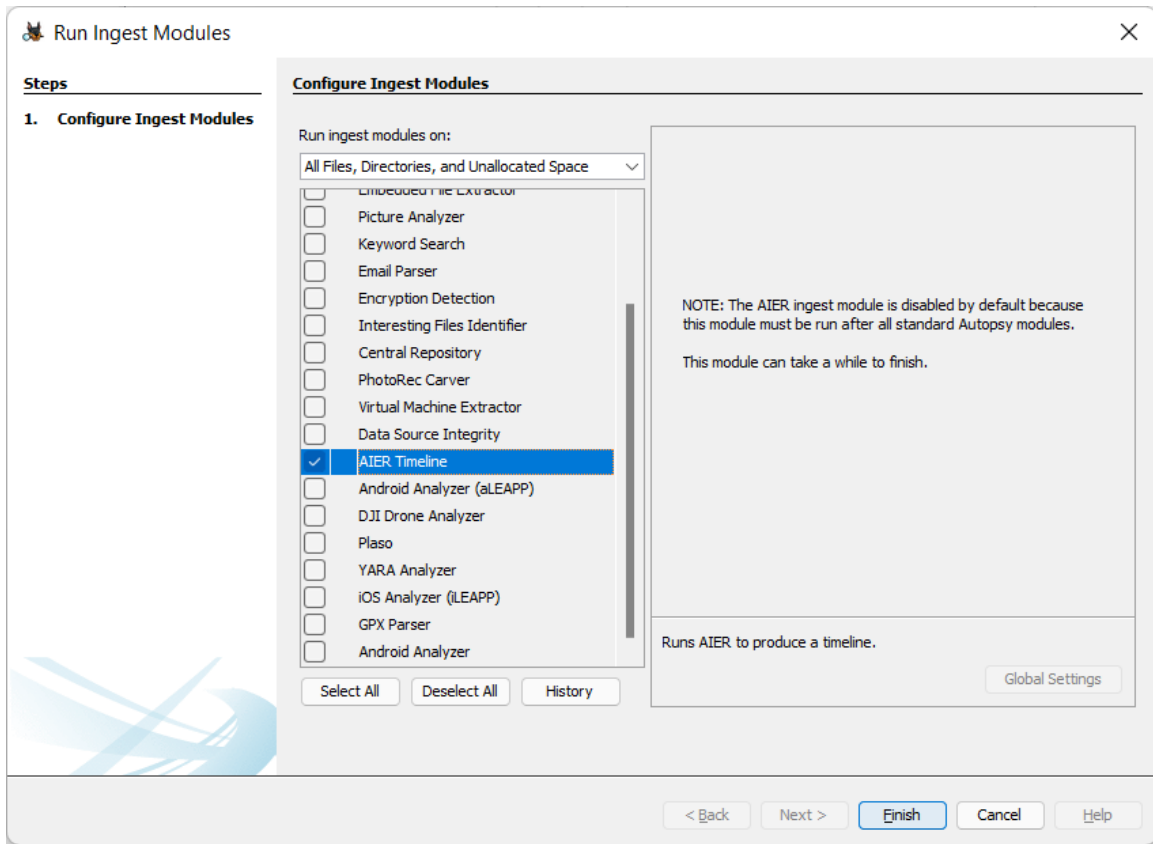 Run Ingest Modules
Steps
1. Configure Ingest Modules
Configure Ingest Modules
Run ingest modules on:
All Files, Directories, and Unallocated Space
Embedded File Extractor
Picture Analyzer
Keyword Search
Email Parser
Encryption Detection
Interesting Files Identifier
Central Repository
PhotoRec Carver
Virtual Machine Extractor
Data Source Integrity
AIER Timeline
Android Analyzer (aLEAPP)
DJI Drone Analyzer
Plaso
YARA Analyzer
iOS Analyzer (iLEAPP)
GPX Parser
Android Analyzer
Select All Deselect All History
NOTE: The AIER ingest module is disabled by default because
this module must be run after all standard Autopsy modules.
This module can take a while to finish.
Runs AIER to produce a timeline.
Global Settings
< Back Next > Finish Cancel Help